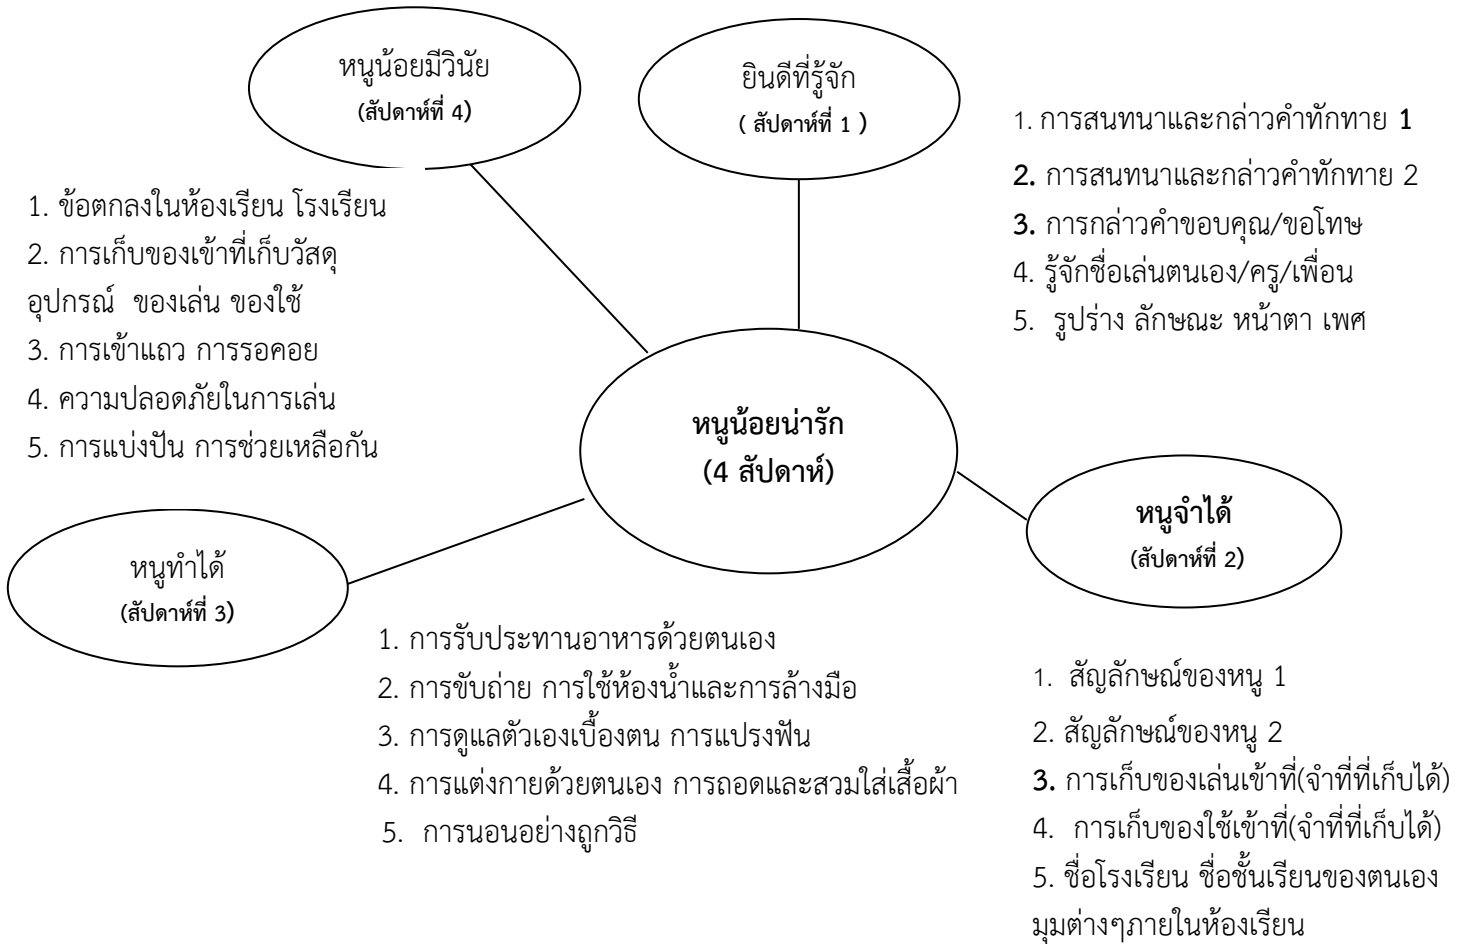 หนูน้อยมีวินัย
(สัปดาห์ที่ 4)
ยินดีที่รู้จัก
( สัปดาห์ที่ 1 )
1. การสนทนาและกล่าวคำทักทาย 1
2. การสนทนาและกล่าวคำทักทาย 2
3. การกล่าวคำขอบคุณ/ขอโทษ
4. รู้จักชื่อเล่นตนเอง/ครู/เพื่อน
5. รูปร่าง ลักษณะ หน้าตา เพศ
1. ข้อตกลงในห้องเรียน โรงเรียน
2. การเก็บของเข้าที่เก็บวัสดุ
อุปกรณ์ ของเล่น ของใช้
3. การเข้าแถว การรอคอย
4. ความปลอดภัยในการเล่น
5. การแบ่งปัน การช่วยเหลือกัน
หนูน้อยน่ารัก
(4 สัปดาห์)
หนูจำได้
(สัปดาห์ที่ 2)
หนูทำได้
(สัปดาห์ที่ 3)
1. การรับประทานอาหารด้วยตนเอง
2. การขับถ่าย การใช้ห้องน้ำและการล้างมือ
3. การดูแลตัวเองเบื้องตน การแปรงฟัน
4. การแต่งกายด้วยตนเอง การถอดและสวมใส่เสื้อผ้า
5. การนอนอย่างถูกวิธี
1. สัญลักษณ์ของหนู 1
2. สัญลักษณ์ของหนู 2
3. การเก็บของเล่นเข้าที่(จำที่ที่เก็บได้)
4. การเก็บของใช้เข้าที่(จำที่ที่เก็บได้)
5. ชื่อโรงเรียน ชื่อชั้นเรียนของตนเอง
มุมต่างๆภายในห้องเรียน